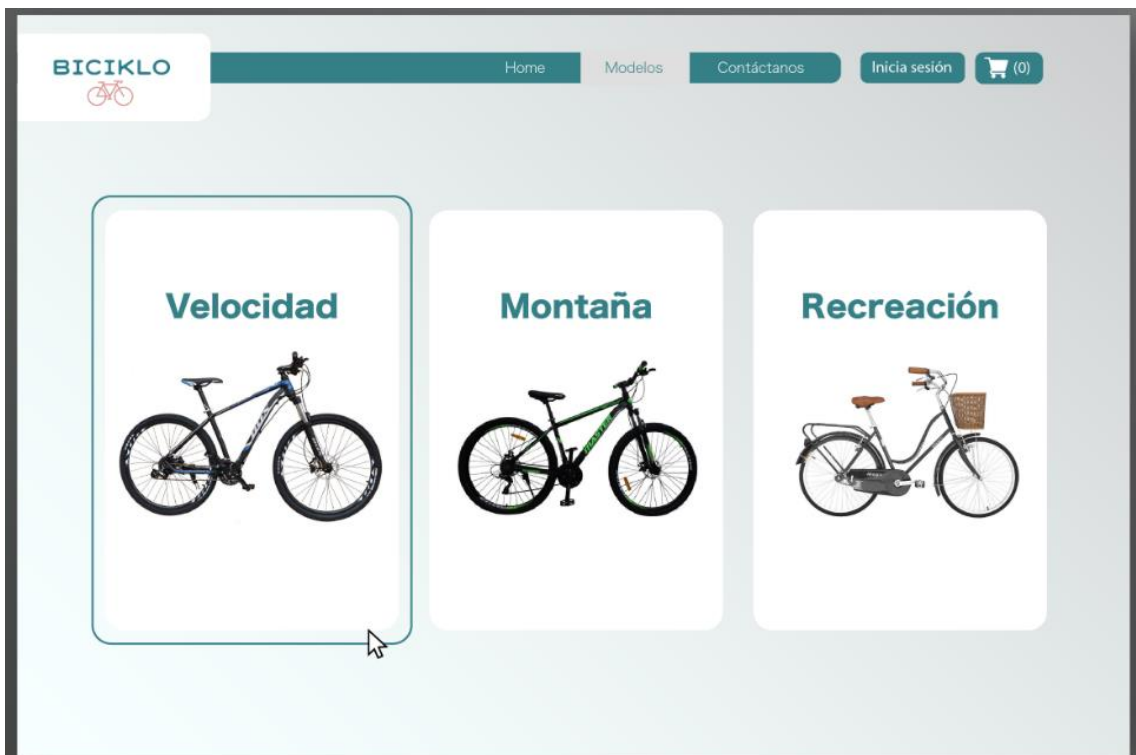 BICIKLO
Home
Modelos
Contáctanos
Inicia sesión
(0)
Velocidad
Montaña
Recreación